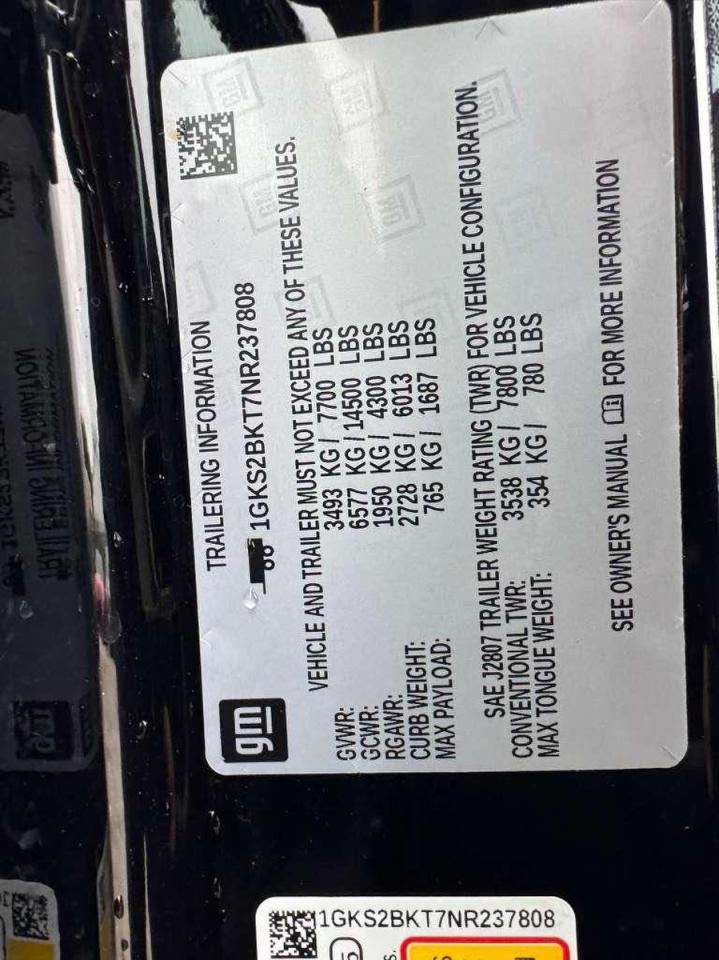 TRAILERING INFORMATION
gm
1GKS2BKT7NR237808
VEHICLE AND TRAILER MUST NOT EXCEED ANY OF THESE VALUES.
GVWR: 3493 KG / 7700 LBS
GCWR: 6577 KG / 14500 LBS
RGAWR: 1950 KG / 4300 LBS
CURB WEIGHT: 2728 KG / 6013 LBS
MAX PAYLOAD: 765 KG / 1687 LBS
SAE J2807 TRAILER WEIGHT RATING (TWR) FOR VEHICLE CONFIGURATION.
CONVENTIONAL TWR: 3538 KG / 7800 LBS
MAX TONGUE WEIGHT: 354 KG / 780 LBS
SEE OWNER'S MANUAL FOR MORE INFORMATION
1GKS2BKT7NR237808